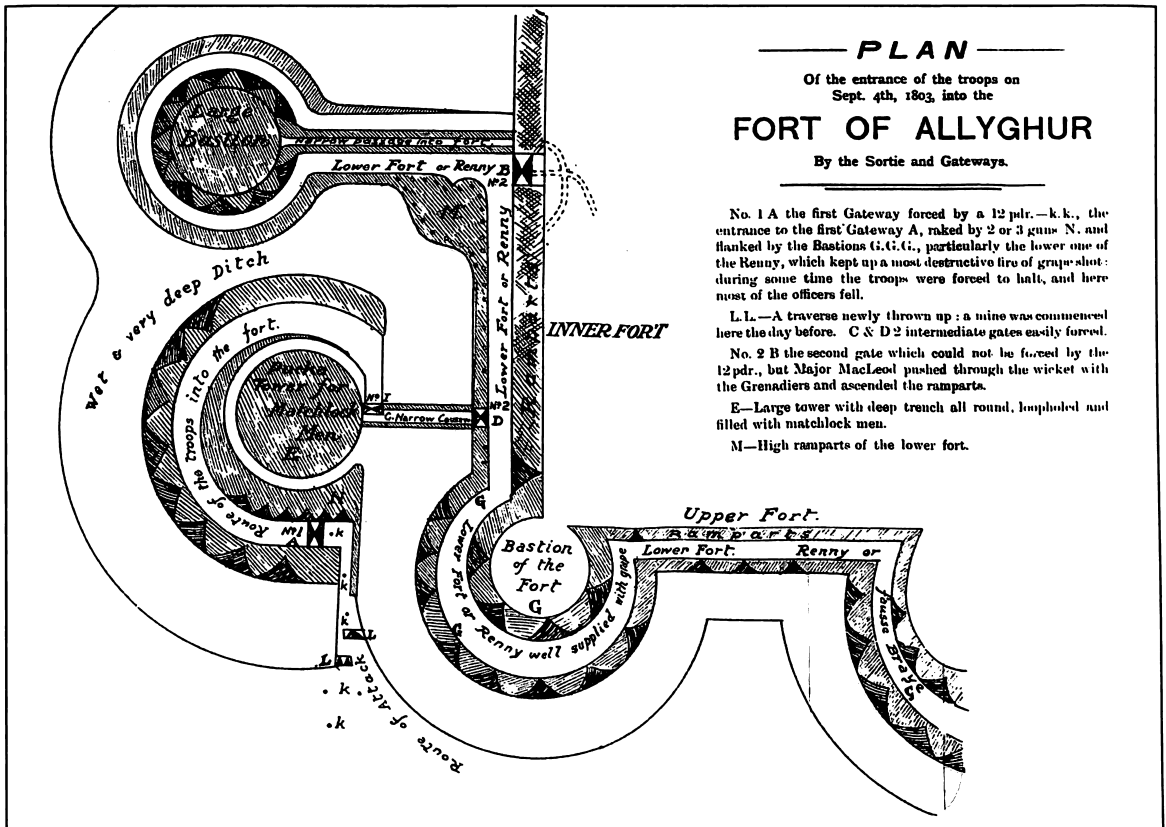 PLAN
Of the entrance of the troops on
Sept. 4th, 1803, into the
FORT OF ALLYGHUR
By the Sortie and Gateways.
No. 1 A the first Gateway forced by a 12 pdr.—k.k., the
entrance to the first Gateway A, raked by 2 or 3 guns N. and
flanked by the Bastions G.G.G., particularly the lower one of
the Renny, which kept up a most destructive fire of grape shot:
during some time the troops were forced to halt, and here
most of the officers fell.
L.L.—A traverse newly thrown up : a mine was commenced
here the day before. C & D 2 intermediate gates easily forced.
No. 2 B the second gate which could not be forced by the
12 pdr., but Major MacLeod pushed through the wicket with
the Grenadiers and ascended the ramparts.
E—Large tower with deep trench all round, loopholed and
filled with matchlock men.
M—High ramparts of the lower fort.
Large
Bastion
Narrow passage into Fort.
Lower Fort or Renny B
No 2
M
Lower Fort or Renny
Ramparts
INNER FORT
Wet & very deep Ditch
Route of the troops into the fort.
Pucka
Tower for
Matchlock
Men
E
No 1
C. Narrow
No 2
D
N
No 1
A
.k
k.
k.
L
L
. k .
.k
Route of Attack
G
Lower Fort or Renny well supplied with grape
G
Bastion
of the
Fort
G
Upper Fort.
Ramparts
Lower Fort. Renny or
fausse Braye